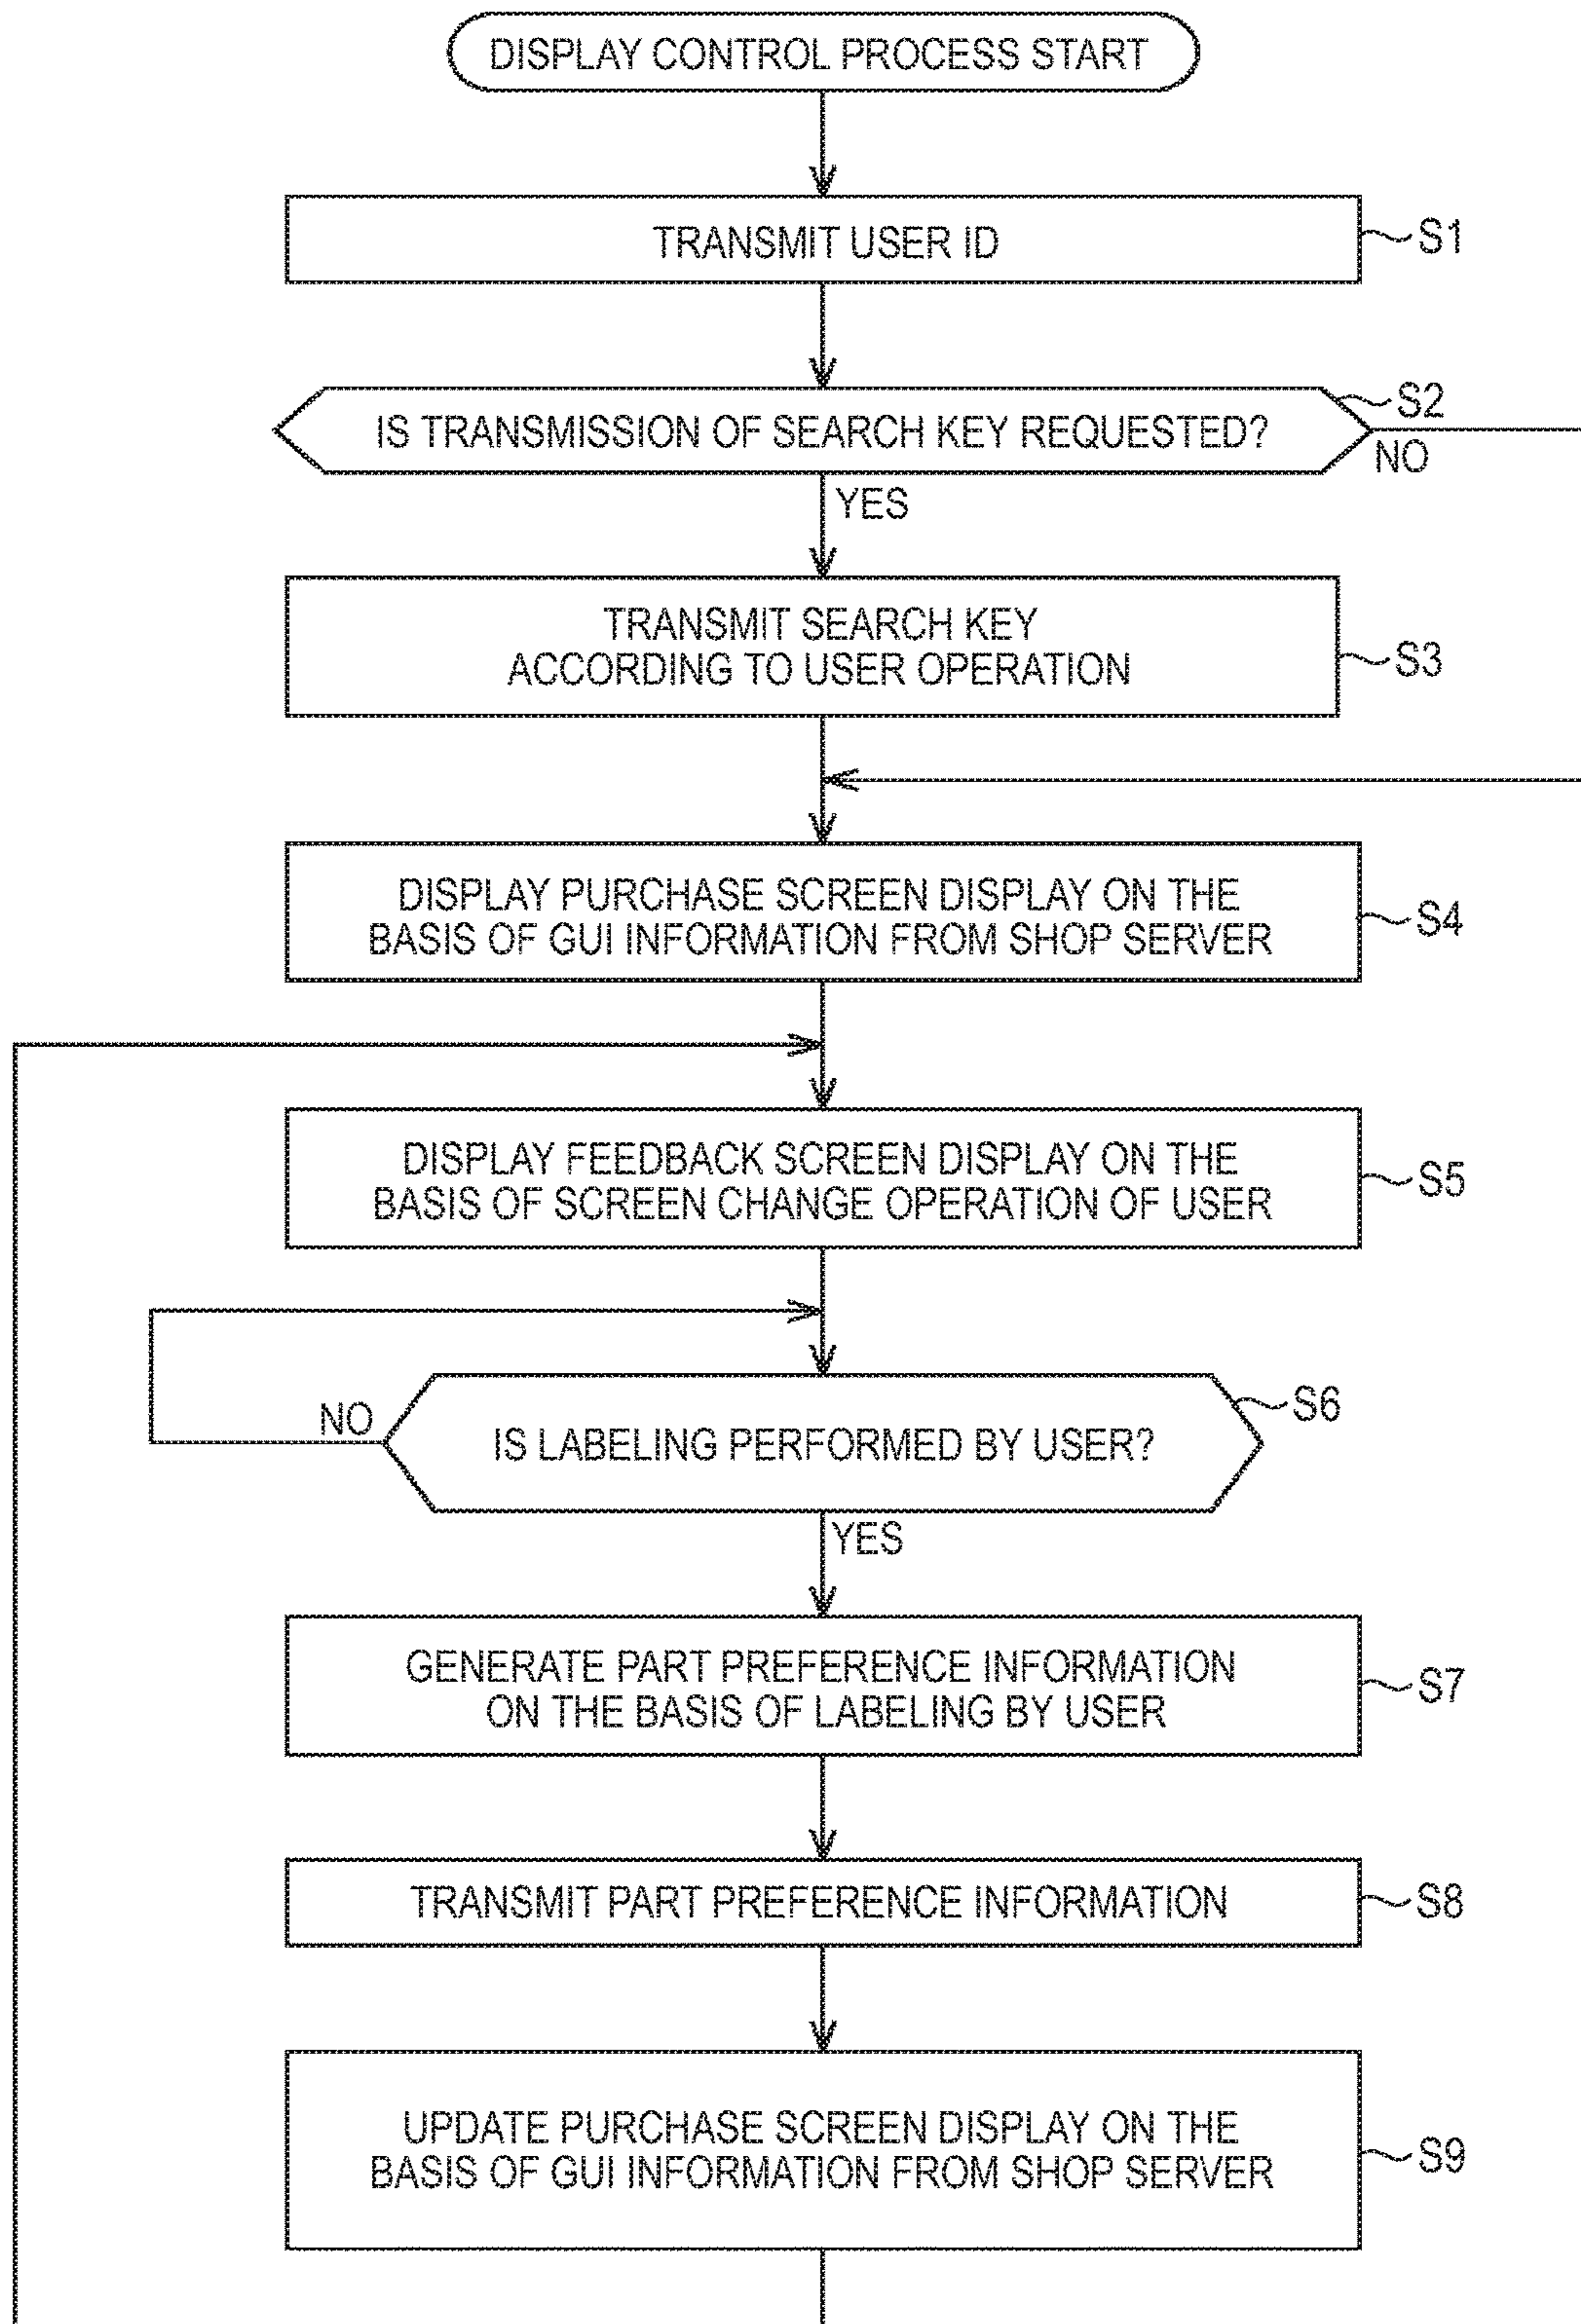 DISPLAY CONTROL PROCESS START
TRANSMIT USER ID
S1
IS TRANSMISSION OF SEARCH KEY REQUESTED?
S2
NO
YES
TRANSMIT SEARCH KEY
ACCORDING TO USER OPERATION
S3
DISPLAY PURCHASE SCREEN DISPLAY ON THE
BASIS OF GUI INFORMATION FROM SHOP SERVER
S4
DISPLAY FEEDBACK SCREEN DISPLAY ON THE
BASIS OF SCREEN CHANGE OPERATION OF USER
S5
NO
IS LABELING PERFORMED BY USER?
S6
YES
GENERATE PART PREFERENCE INFORMATION
ON THE BASIS OF LABELING BY USER
S7
TRANSMIT PART PREFERENCE INFORMATION
S8
UPDATE PURCHASE SCREEN DISPLAY ON THE
BASIS OF GUI INFORMATION FROM SHOP SERVER
S9